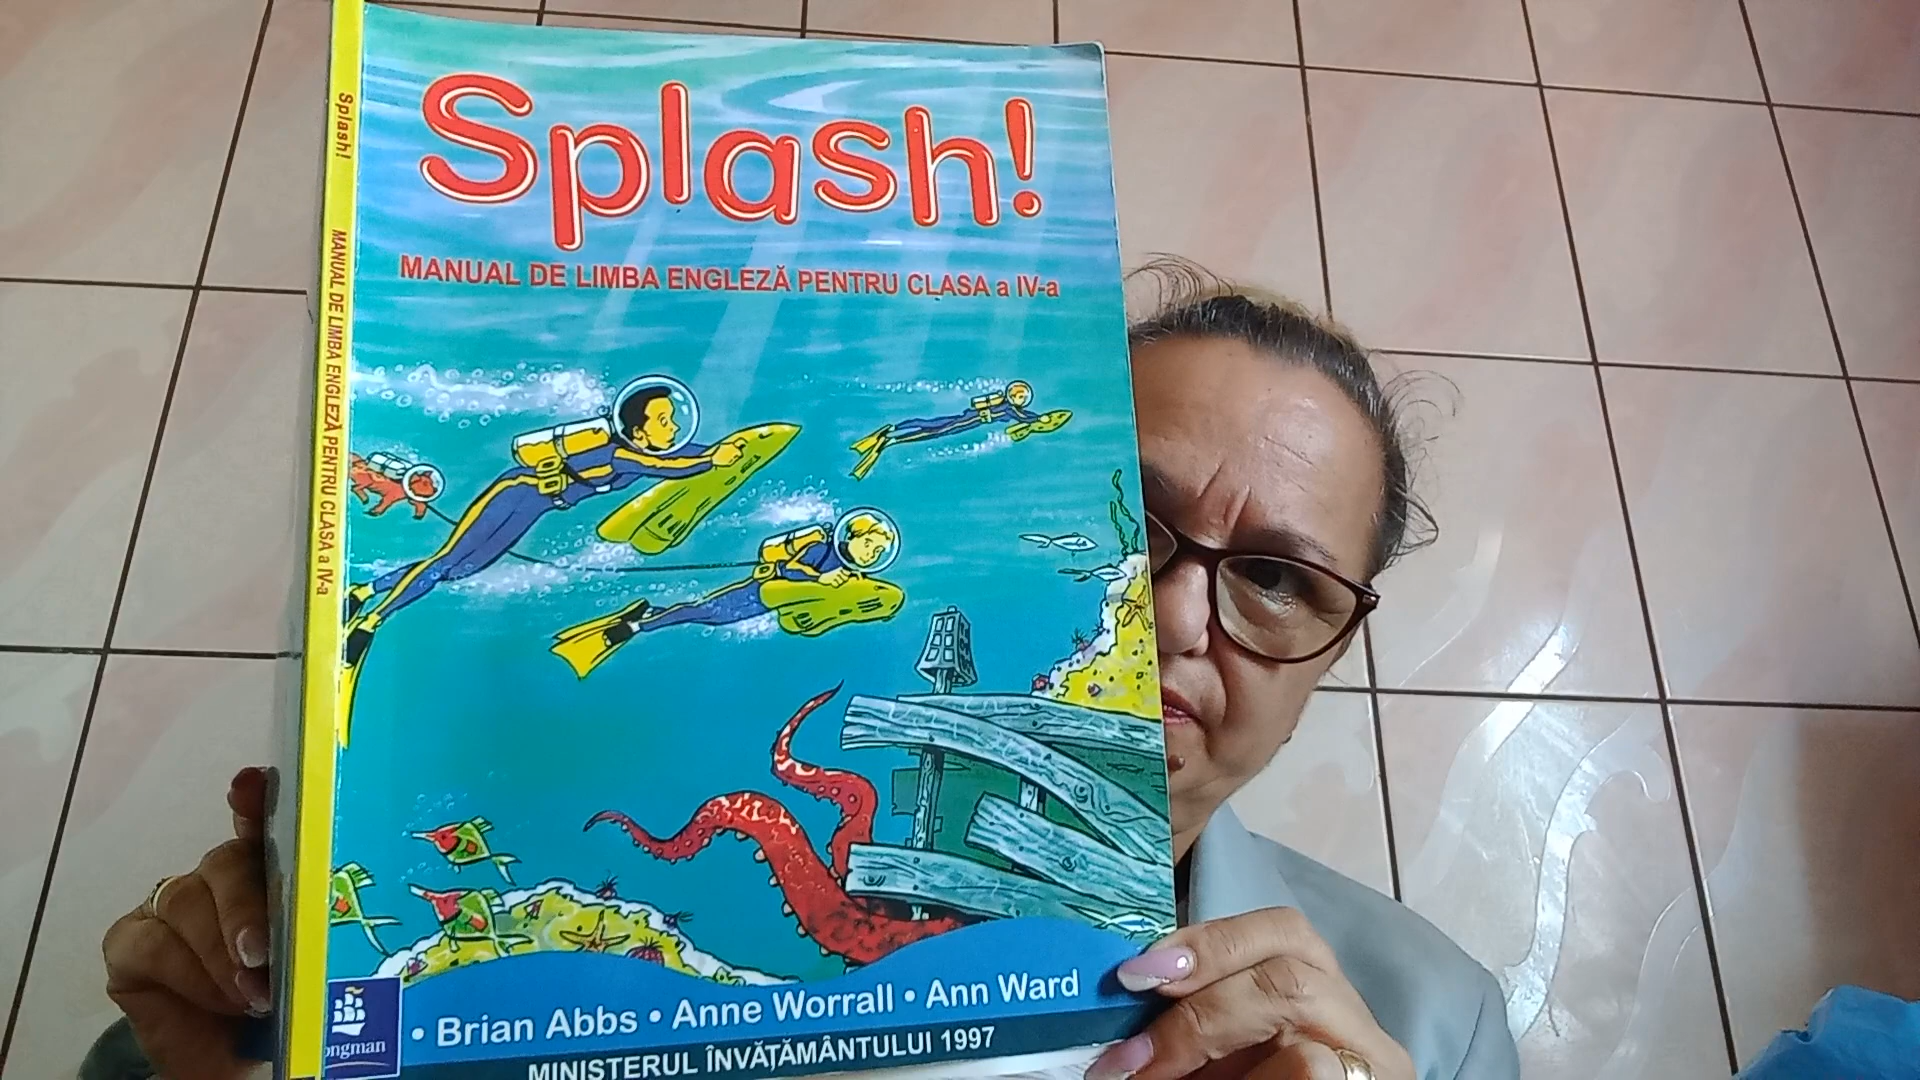 Splash!
MANUAL DE LIMBA ENGLEZĂ PENTRU CLASA a IV-a
Splash! MANUAL DE LIMBA ENGLEZĂ PENTRU CLASA a IV-a
• Brian Abbs • Anne Worrall • Ann Ward
ongman
MINISTERUL ÎNVĂȚĂMÂNTULUI 1997